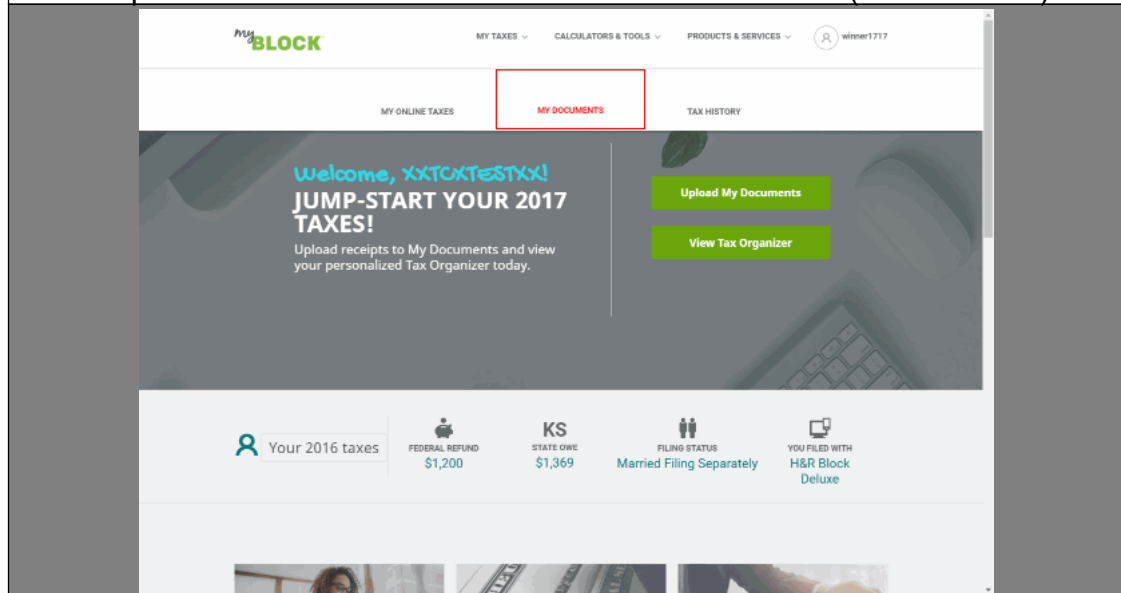 my
BLOCK
MY TAXES
CALCULATORS & TOOLS
PRODUCTS & SERVICES
winner1717
MY ONLINE TAXES
MY DOCUMENTS
TAX HISTORY
Welcome, XXTCXTESTXX!
JUMP-START YOUR 2017
TAXES!
Upload receipts to My Documents and view
your personalized Tax Organizer today.
Upload My Documents
View Tax Organizer
Your 2016 taxes
FEDERAL REFUND
$1,200
KS
STATE OWE
$1,369
FILING STATUS
Married Filing Separately
YOU FILED WITH
H&R Block
Deluxe